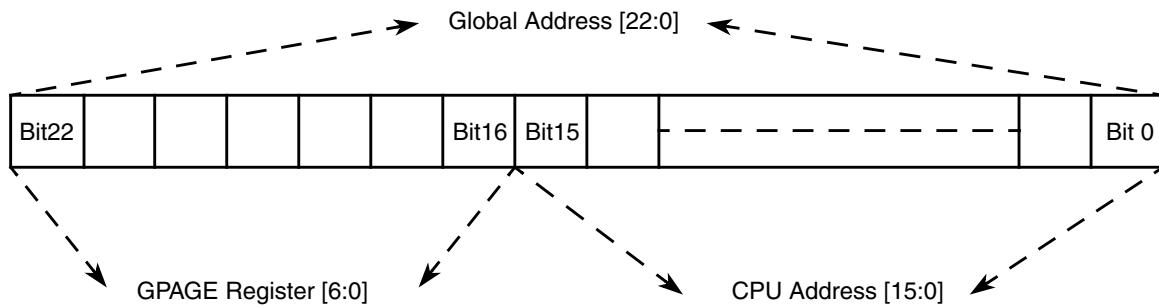 Global Address [22:0]
Bit22 Bit16 Bit15 Bit 0
GPAGE Register [6:0] CPU Address [15:0]